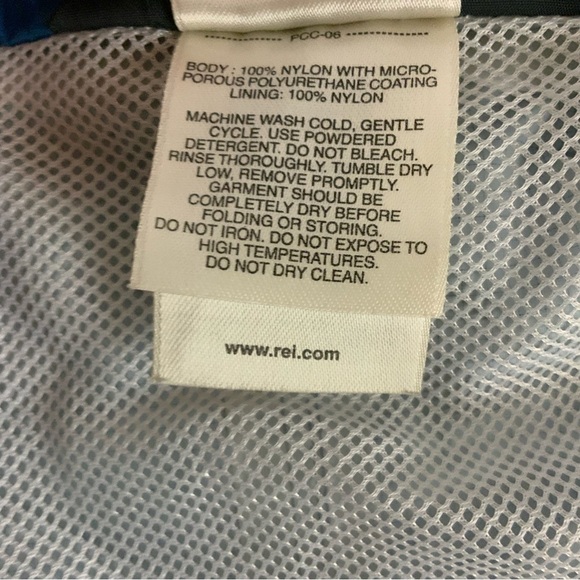 PCC-06
BODY : 100% NYLON WITH MICRO-
POROUS POLYURETHANE COATING
LINING: 100% NYLON
MACHINE WASH COLD, GENTLE
CYCLE. USE POWDERED
DETERGENT. DO NOT BLEACH.
RINSE THOROUGHLY. TUMBLE DRY
LOW, REMOVE PROMPTLY.
GARMENT SHOULD BE
COMPLETELY DRY BEFORE
FOLDING OR STORING.
DO NOT IRON. DO NOT EXPOSE TO
HIGH TEMPERATURES.
DO NOT DRY CLEAN.
www.rei.com